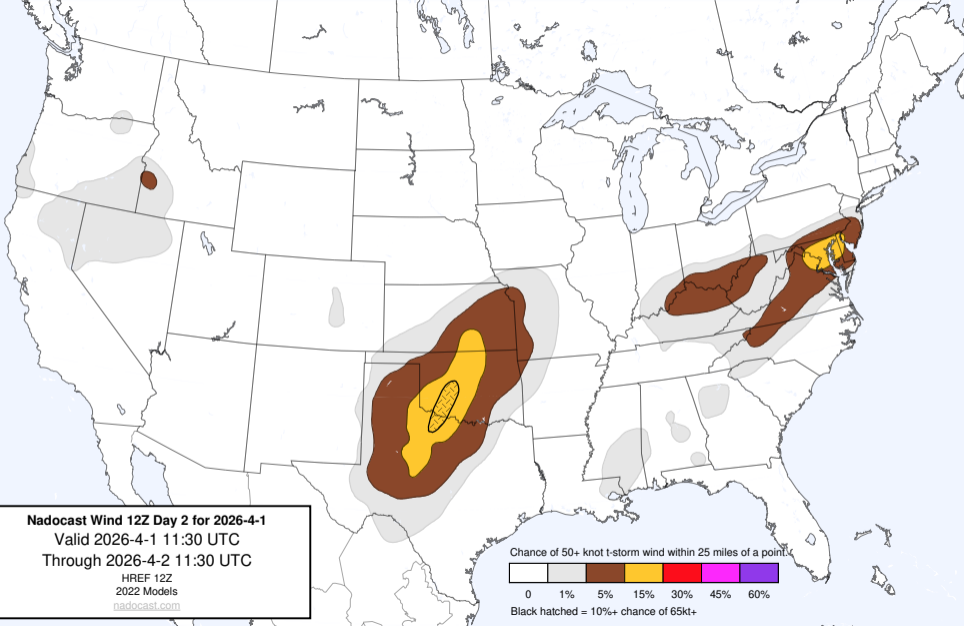 Nadocast Wind 12Z Day 2 for 2026-4-1
Valid 2026-4-1 11:30 UTC
Through 2026-4-2 11:30 UTC
HREF 12Z
2022 Models
nadocast.com
Chance of 50+ knot t-storm wind within 25 miles of a point.
0 1% 5% 15% 30% 45% 60%
Black hatched = 10%+ chance of 65kt+